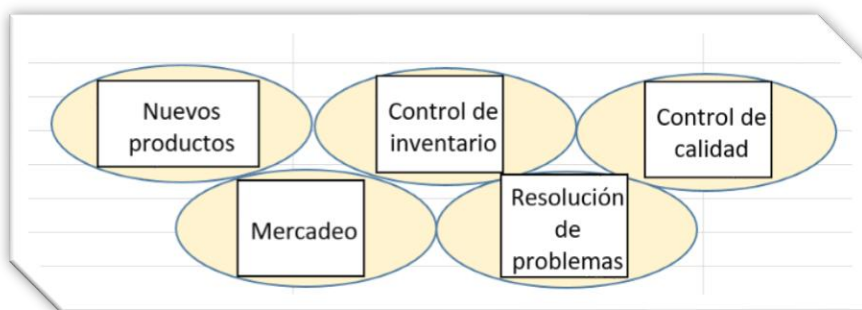 Nuevos
productos
Control de
inventario
Control de
calidad
Mercadeo
Resolución
de
problemas